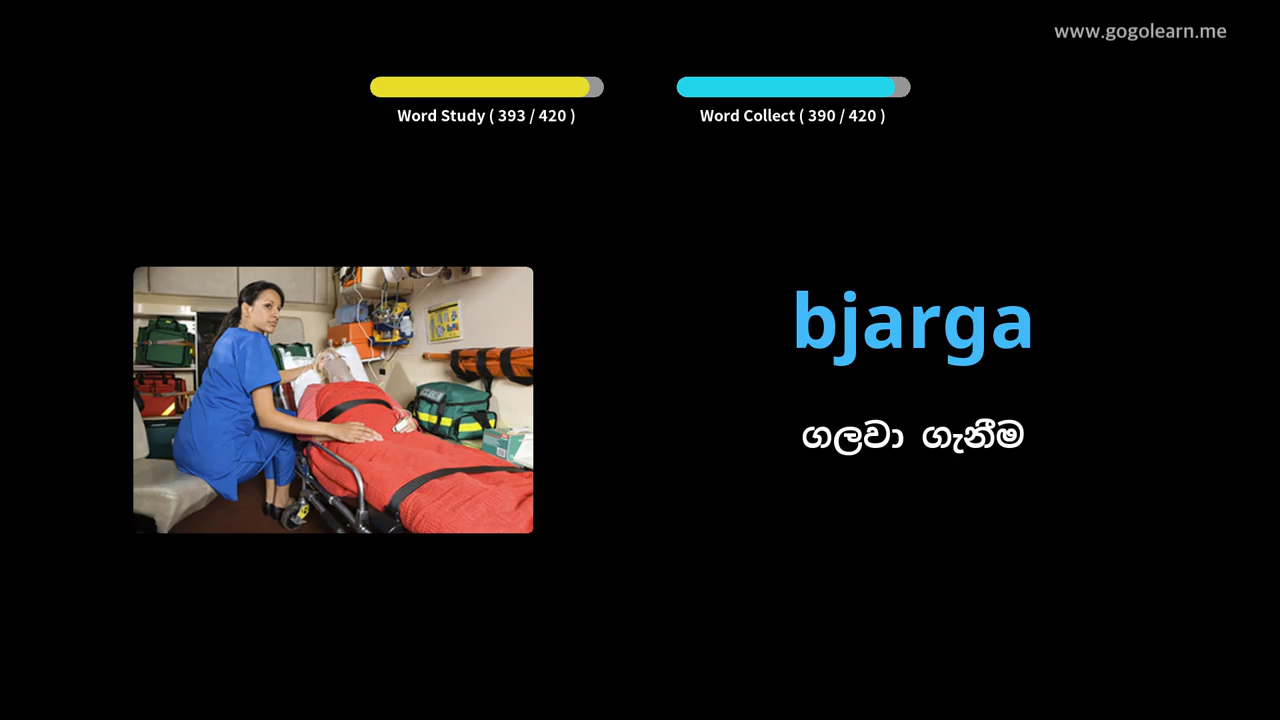 www.gogolearn.me
Word Study ( 393 / 420 )
Word Collect ( 390 / 420 )
bjarga
ගලවා ගැනීම